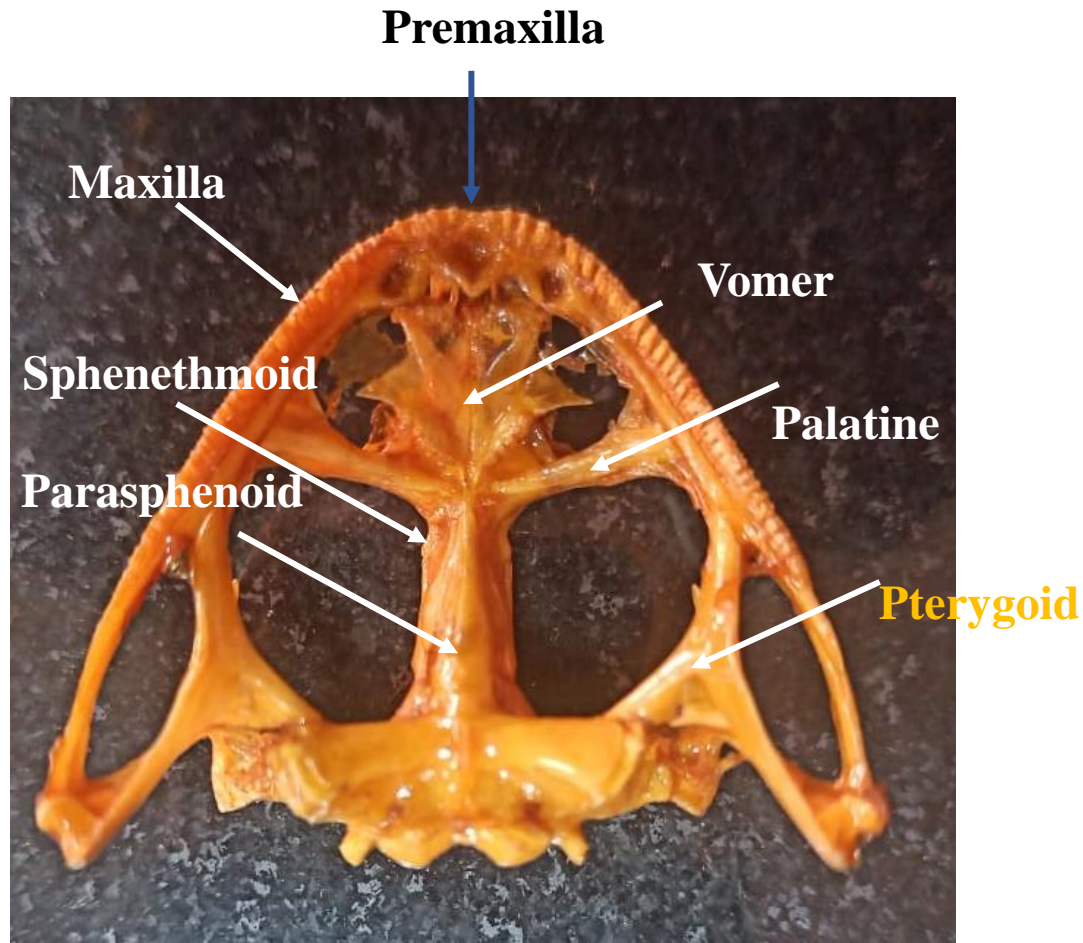 Premaxilla
Maxilla
Vomer
Sphenethmoid
Palatine
Parasphenoid
Pterygoid